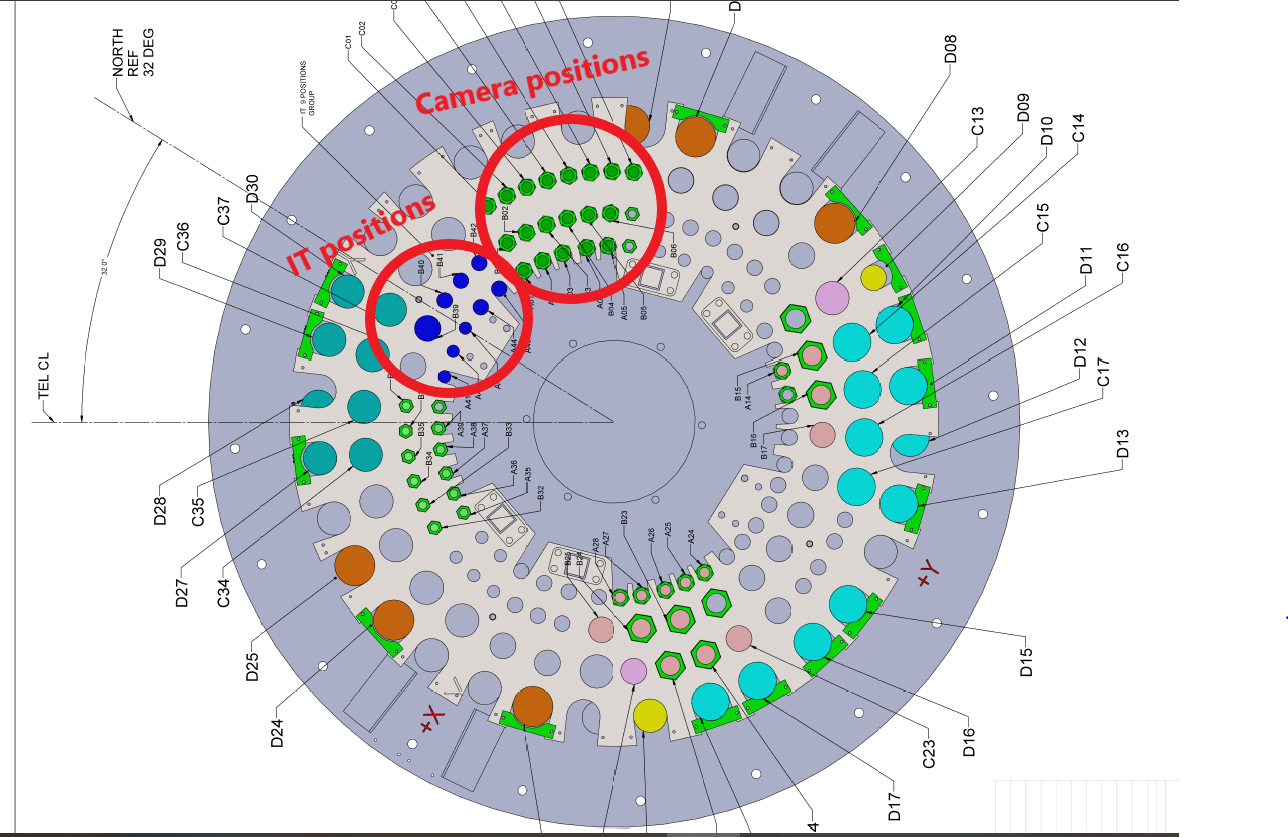 Camera positions
IT positions
NORTH
REF
32 DEG
TEL CL
32.0°
IT 9 POSITIONS
GROUP
C01
C02
D08
C13
D09
D10
C14
C15
D11
C16
D12
C17
D13
D15
D16
C23
D17
4
D30
C37
C36
D29
D28
C35
D27
C34
D25
D24
+X
+Y
B02
B42
B41
B40
B39
B06
B05
A05
B04
A44
A41
A39
A38
A37
B33
B35
B34
A36
A35
B32
B15
A14
B16
B17
B23
A28
A27
A26
A25
A24
B25
B24